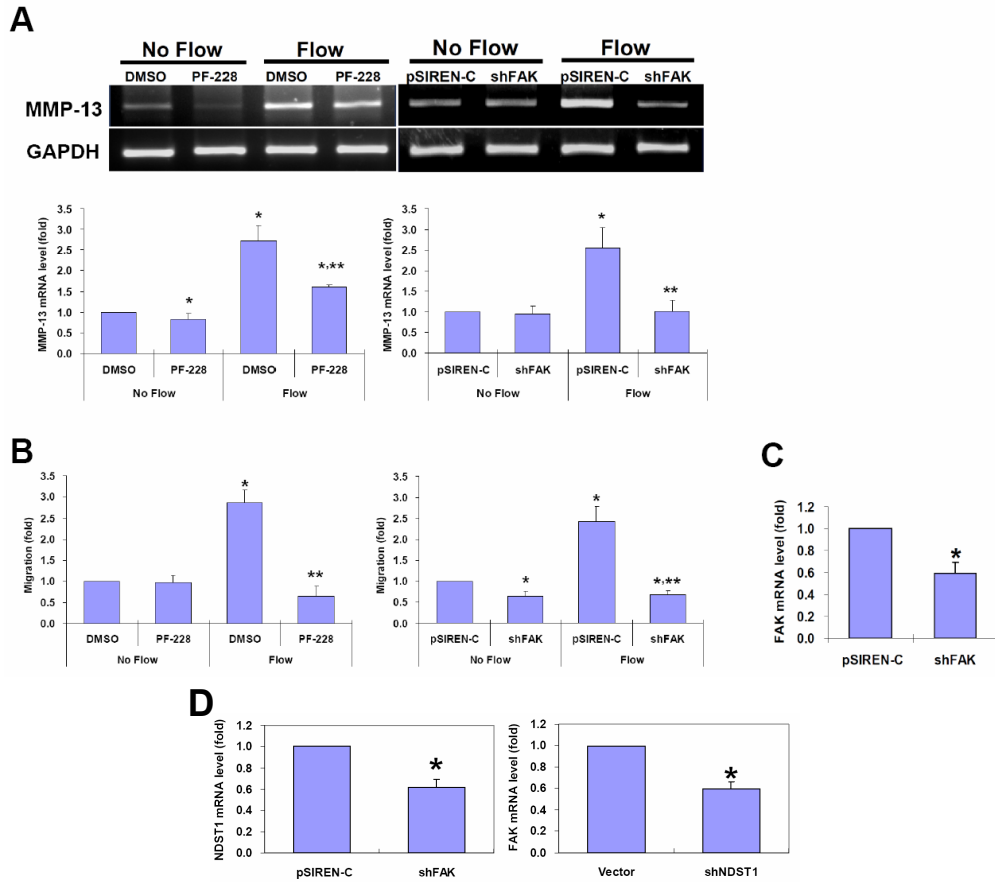 A
No Flow Flow No Flow Flow
DMSO PF-228 DMSO PF-228 pSIREN-C shFAK pSIREN-C shFAK
MMP-13
GAPDH
MMP-13 mRNA level (fold)
3.5
3.0
2.5
2.0
1.5
1.0
0.5
0.0
* * *,**
DMSO PF-228 DMSO PF-228
No Flow Flow
MMP-13 mRNA level (fold)
3.5
3.0
2.5
2.0
1.5
1.0
0.5
0.0
* **
pSIREN-C shFAK pSIREN-C shFAK
No Flow Flow
B
Migration (fold)
3.5
3.0
2.5
2.0
1.5
1.0
0.5
0.0
* **
DMSO PF-228 DMSO PF-228
No Flow Flow
Migration (fold)
3.5
3.0
2.5
2.0
1.5
1.0
0.5
0.0
* * *,**
pSIREN-C shFAK pSIREN-C shFAK
No Flow Flow
C
FAK mRNA level (fold)
1.2
1.0
0.8
0.6
0.4
0.2
0.0
*
pSIREN-C shFAK
D
NDST1 mRNA level (fold)
1.2
1.0
0.8
0.6
0.4
0.2
0.0
*
pSIREN-C shFAK
FAK mRNA level (fold)
1.2
1.0
0.8
0.6
0.4
0.2
0.0
*
Vector shNDST1